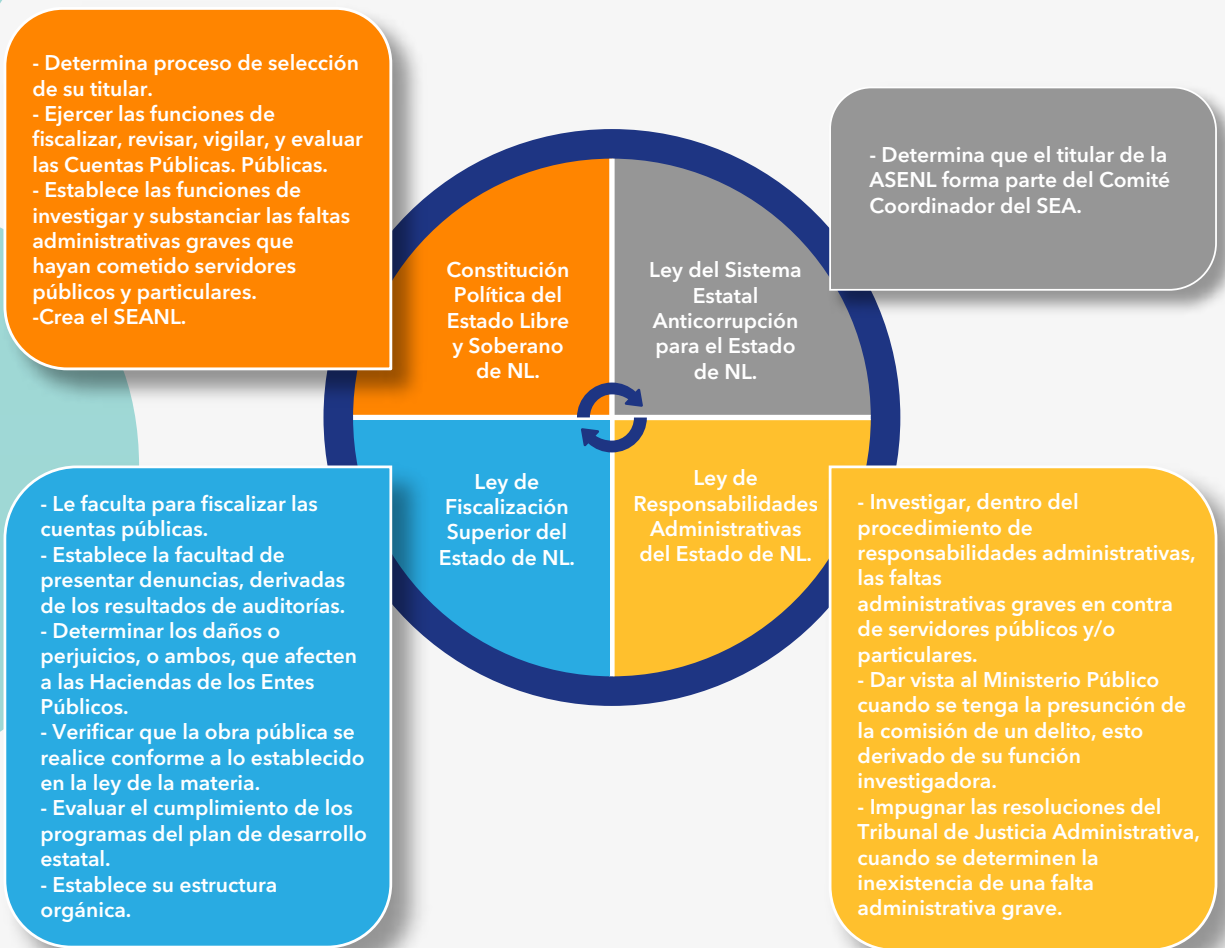 - Determina proceso de selección
de su titular.
- Ejercer las funciones de
fiscalizar, revisar, vigilar, y evaluar
las Cuentas Públicas. Públicas.
- Establece las funciones de
investigar y substanciar las faltas
administrativas graves que
hayan cometido servidores
públicos y particulares.
-Crea el SEANL.
- Determina que el titular de la
ASENL forma parte del Comité
Coordinador del SEA.
Constitución
Política del
Estado Libre
y Soberano
de NL.
Ley del Sistema
Estatal
Anticorrupción
para el Estado
de NL.
Ley de
Fiscalización
Superior del
Estado de NL.
Ley de
Responsabilidades
Administrativas
del Estado de NL.
- Le faculta para fiscalizar las
cuentas públicas.
- Establece la facultad de
presentar denuncias, derivadas
de los resultados de auditorías.
- Determinar los daños o
perjuicios, o ambos, que afecten
a las Haciendas de los Entes
Públicos.
- Verificar que la obra pública se
realice conforme a lo establecido
en la ley de la materia.
- Evaluar el cumplimiento de los
programas del plan de desarrollo
estatal.
- Establece su estructura
orgánica.
- Investigar, dentro del
procedimiento de
responsabilidades administrativas,
las faltas
administrativas graves en contra
de servidores públicos y/o
particulares.
- Dar vista al Ministerio Público
cuando se tenga la presunción de
la comisión de un delito, esto
derivado de su función
investigadora.
- Impugnar las resoluciones del
Tribunal de Justicia Administrativa,
cuando se determinen la
inexistencia de una falta
administrativa grave.